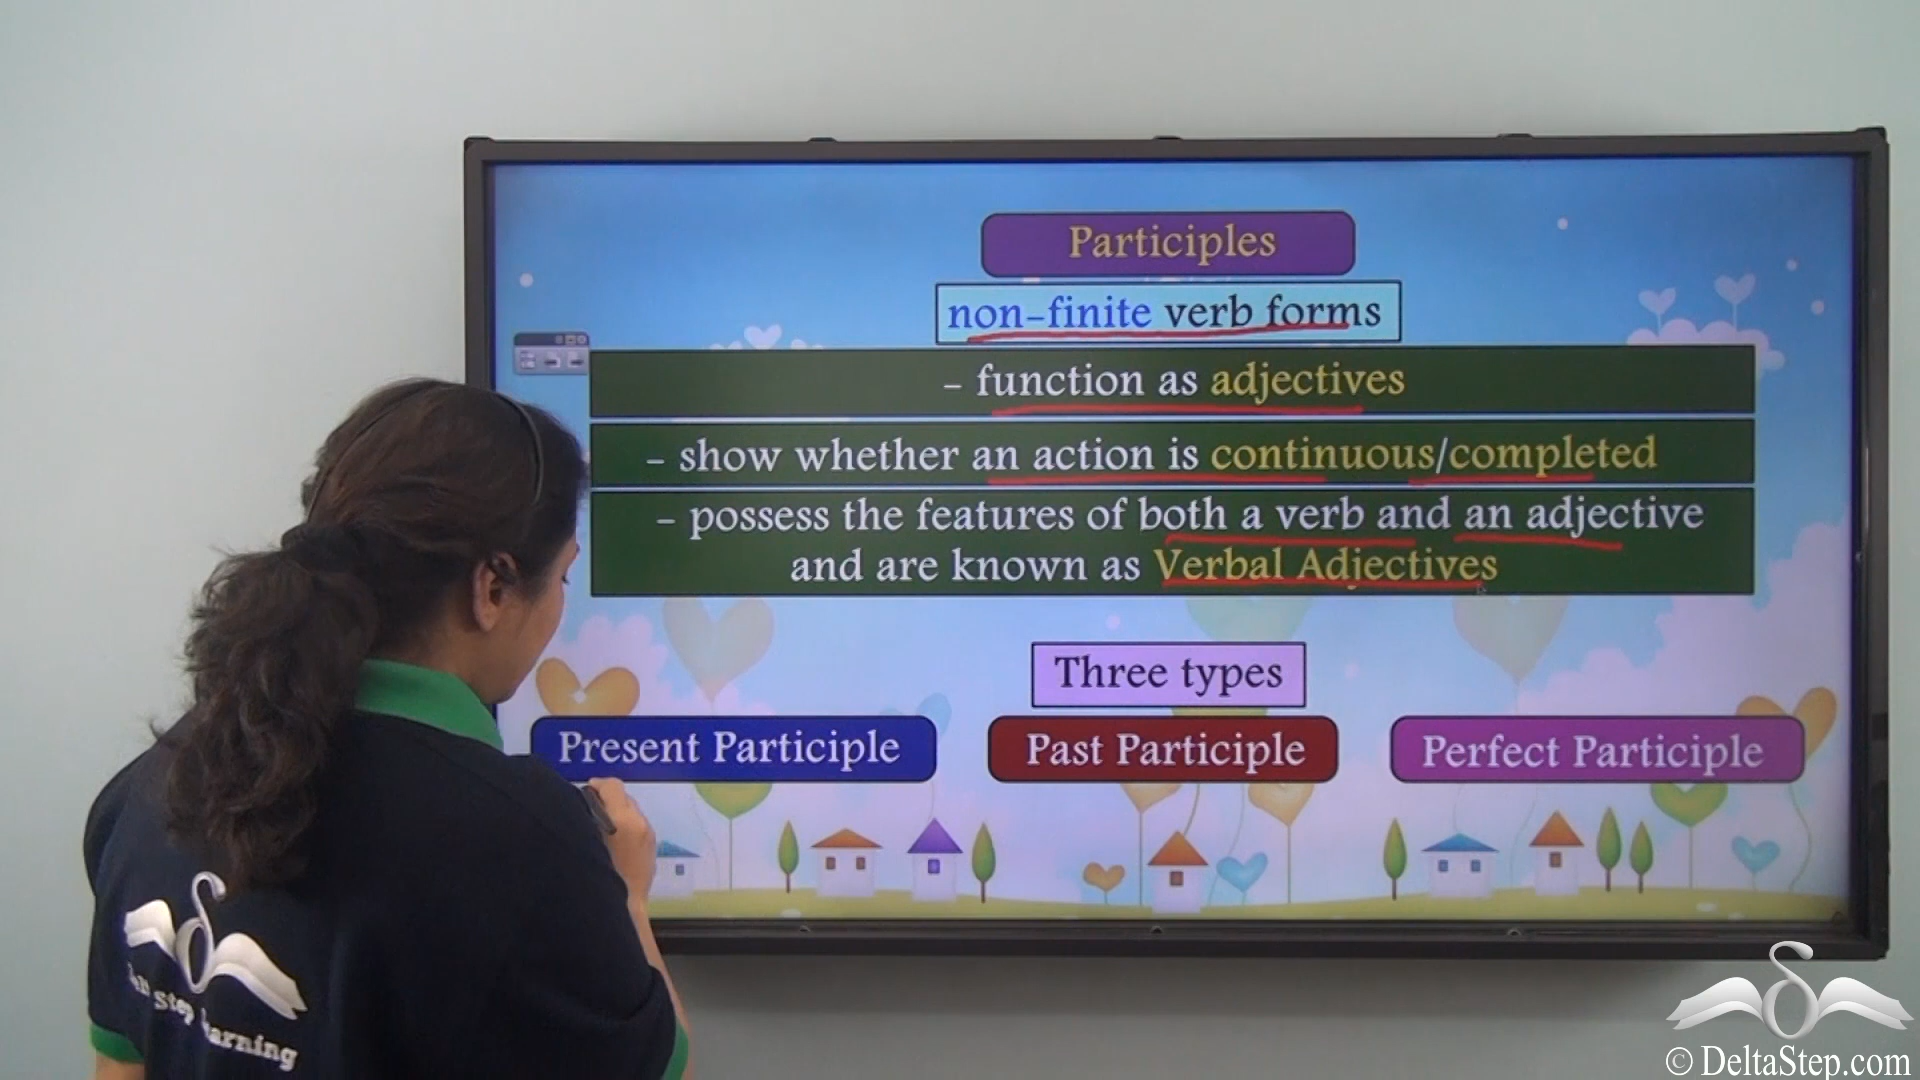 Participles
non-finite verb forms
- function as adjectives
- show whether an action is continuous/completed
- possess the features of both a verb and an adjective
and are known as Verbal Adjectives
Three types
Present Participle
Past Participle
Perfect Participle
Step Learning
© DeltaStep.com